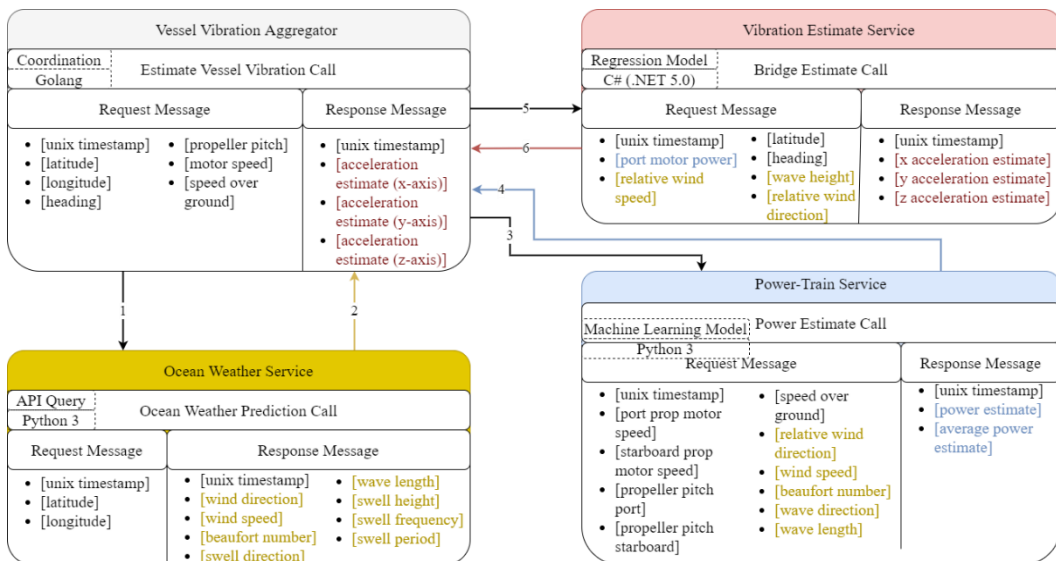 Vessel Vibration Aggregator
Coordination
Golang
Estimate Vessel Vibration Call
Request Message
[unix timestamp]
[latitude]
[longitude]
[heading]
[propeller pitch]
[motor speed]
[speed over
ground]
Response Message
[unix timestamp]
[acceleration
estimate (x-axis)]
[acceleration
estimate (y-axis)]
[acceleration
estimate (z-axis)]
5
6
4
3
1
2
Vibration Estimate Service
Regression Model
C# (.NET 5.0)
Bridge Estimate Call
Request Message
[unix timestamp]
[port motor power]
[relative wind
speed]
[latitude]
[heading]
[wave height]
[relative wind
direction]
Response Message
[unix timestamp]
[x acceleration estimate]
[y acceleration estimate]
[z acceleration estimate]
Ocean Weather Service
API Query
Python 3
Ocean Weather Prediction Call
Request Message
[unix timestamp]
[latitude]
[longitude]
Response Message
[unix timestamp]
[wind direction]
[wind speed]
[beaufort number]
[swell direction]
[wave length]
[swell height]
[swell frequency]
[swell period]
Power-Train Service
Machine Learning Model
Python 3
Power Estimate Call
Request Message
[unix timestamp]
[port prop motor
speed]
[starboard prop
motor speed]
[propeller pitch
port]
[propeller pitch
starboard]
[speed over
ground]
[relative wind
direction]
[wind speed]
[beaufort number]
[wave direction]
[wave length]
Response Message
[unix timestamp]
[power estimate]
[average power
estimate]